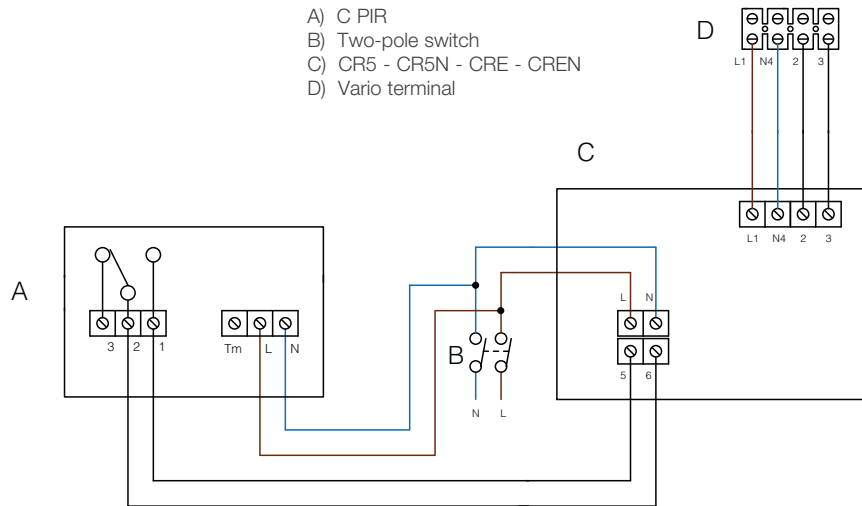 A) C PIR
B) Two-pole switch
C) CR5 - CR5N - CRE - CREN
D) Vario terminal
D
L1 N4 2 3
C
L1 N4 2 3
A
L N
3 2 1 Tm L N
B
5 6
N L